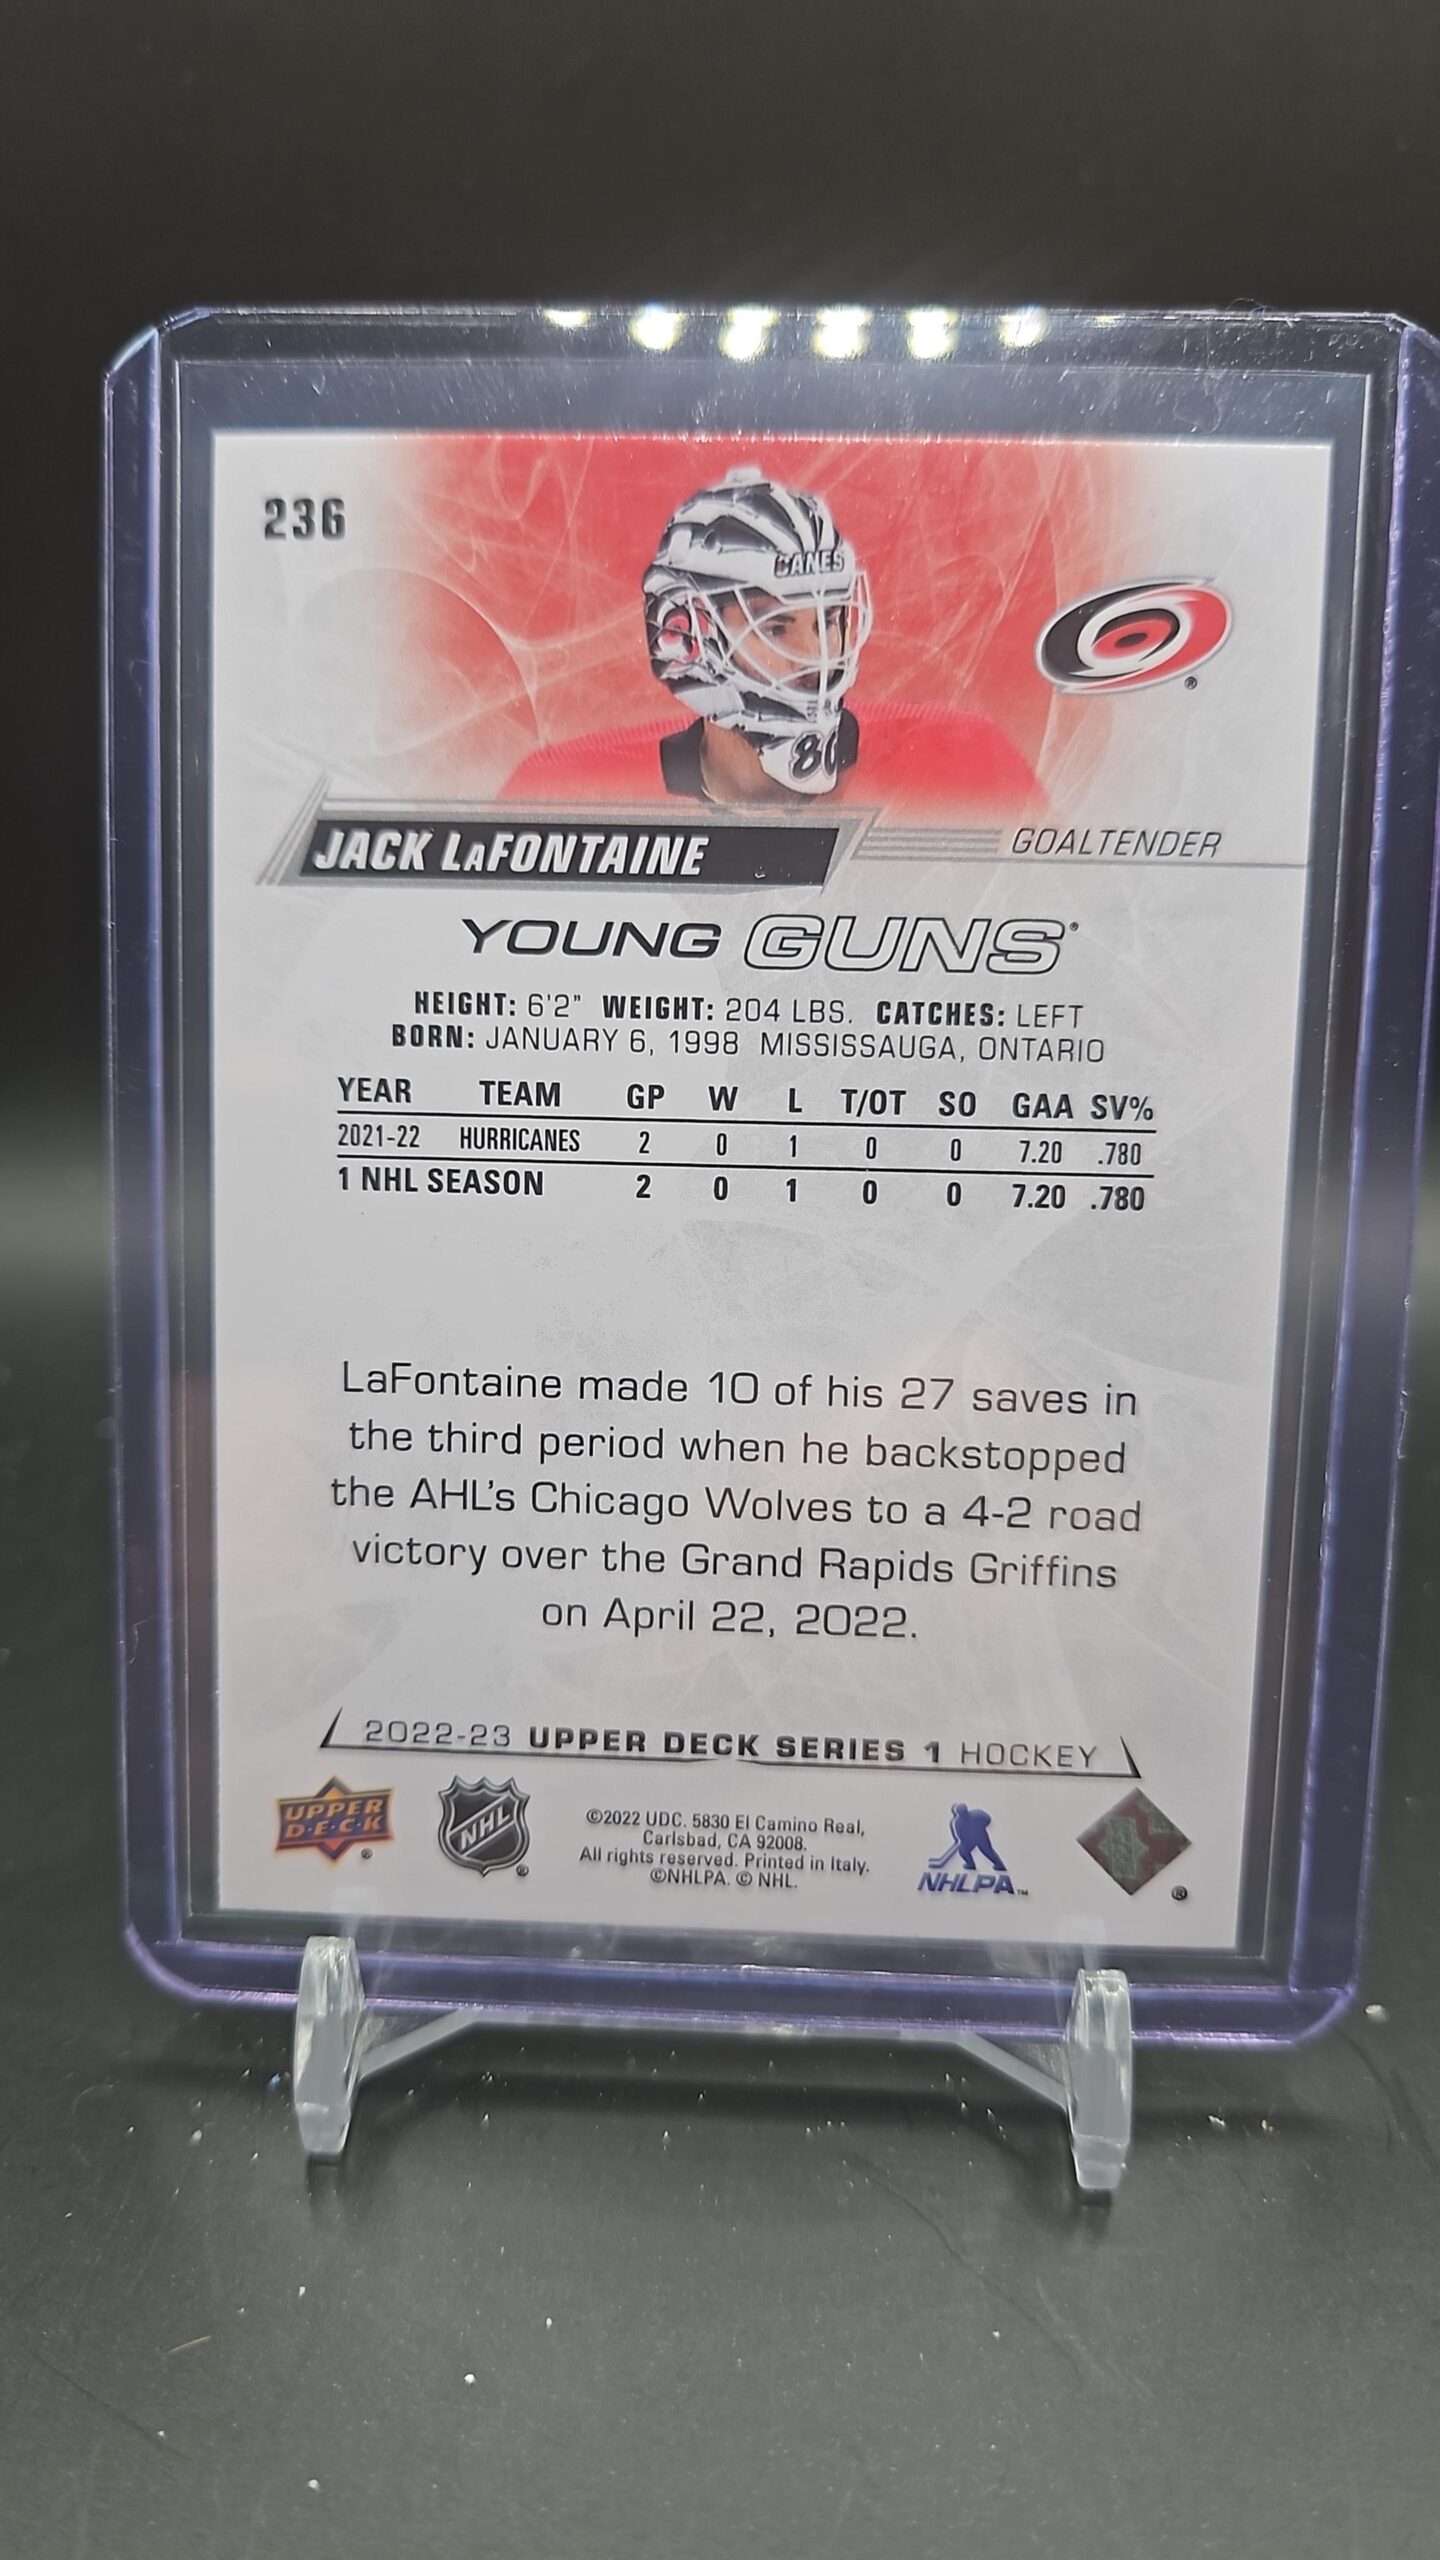 236
CANES
80
JACK LaFONTAINE
GOALTENDER
YOUNG GUNS®
HEIGHT: 6'2" WEIGHT: 204 LBS. CATCHES: LEFT
BORN: JANUARY 6, 1998 MISSISSAUGA, ONTARIO
YEAR TEAM GP W L T/OT SO GAA SV%
2021-22 HURRICANES 2 0 1 0 0 7.20 .780
1 NHL SEASON 2 0 1 0 0 7.20 .780
LaFontaine made 10 of his 27 saves in
the third period when he backstopped
the AHL's Chicago Wolves to a 4-2 road
victory over the Grand Rapids Griffins
on April 22, 2022.
2022-23 UPPER DECK SERIES 1 HOCKEY
UPPER
D·E·C·K
NHL
©2022 UDC. 5830 El Camino Real,
Carlsbad, CA 92008.
All rights reserved. Printed in Italy.
©NHLPA. © NHL.
NHLPA™